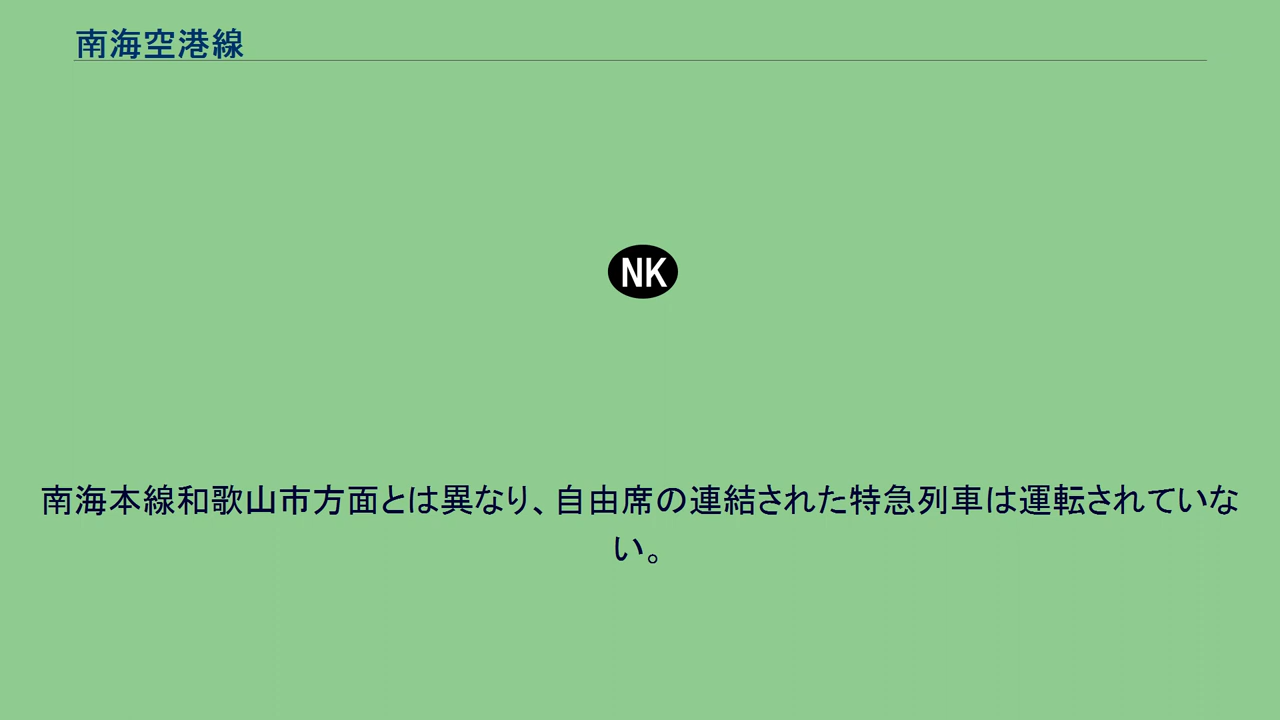 南海空港線
NK
南海本線和歌山市方面とは異なり、自由席の連結された特急列車は運転されていな
い。